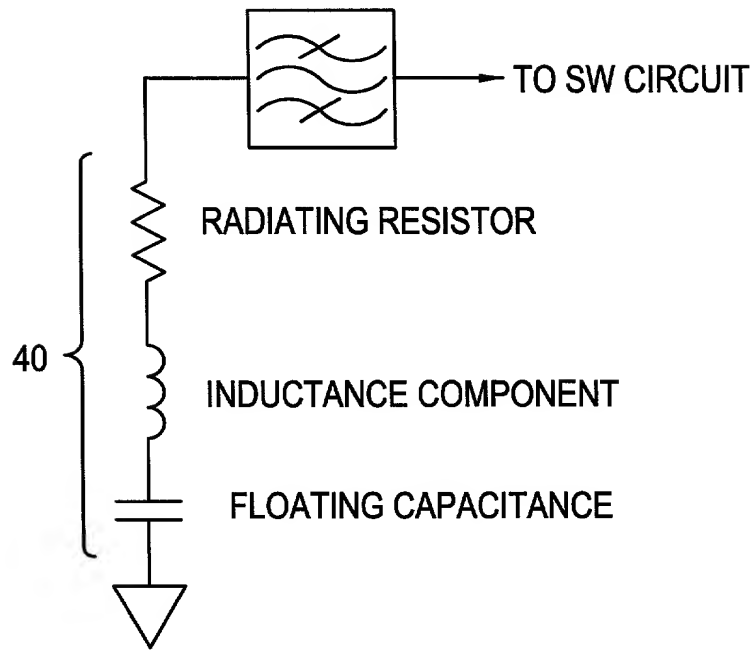 TO SW CIRCUIT
RADIATING RESISTOR
40
INDUCTANCE COMPONENT
FLOATING CAPACITANCE